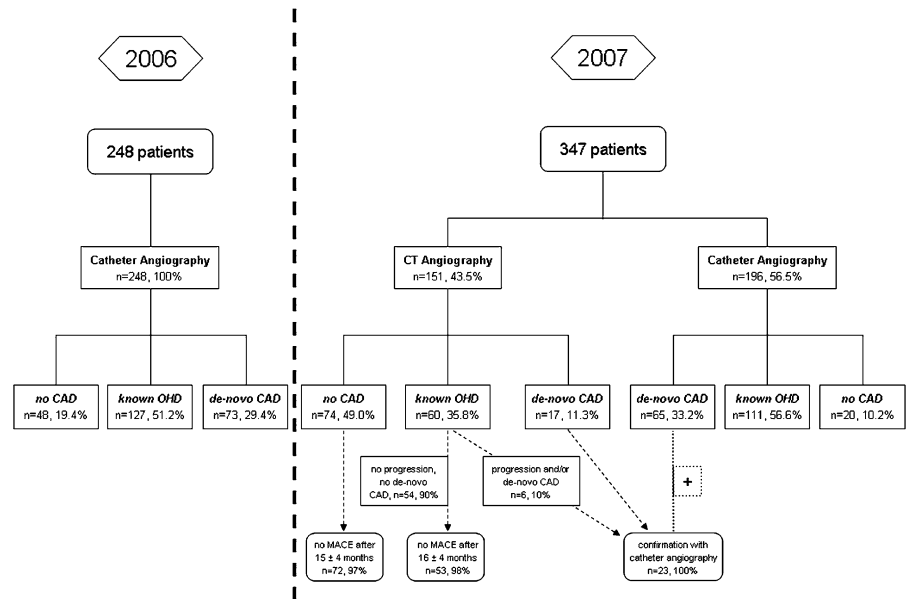 2006
2007
248 patients
347 patients
Catheter Angiography
n=248, 100%
CT Angiography
n=151, 43.5%
Catheter Angiography
n=196, 56.5%
no CAD
n=48, 19.4%
known OHD
n=127, 51.2%
de-novo CAD
n=73, 29.4%
no CAD
n=74, 49.0%
known OHD
n=60, 35.8%
de-novo CAD
n=17, 11.3%
de-novo CAD
n=65, 33.2%
known OHD
n=111, 56.6%
no CAD
n=20, 10.2%
no progression,
no de-novo
CAD, n=54, 90%
progression and/or
de-novo CAD
n=6, 10%
+
no MACE after
15 ± 4 months
n=72, 97%
no MACE after
16 ± 4 months
n=53, 98%
confirmation with
catheter angiography
n=23, 100%